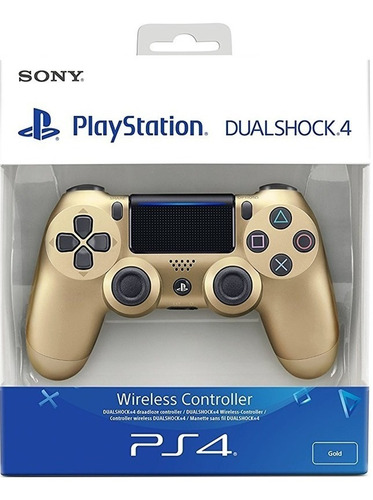 SONY
PlayStation® DUALSHOCK®4
Wireless Controller
DUALSHOCK®4 draadloze controller / DUALSHOCK®4 Wireless-Controller /
Controller wireless DUALSHOCK®4 / Manette sans fil DUALSHOCK®4
PS4
Gold